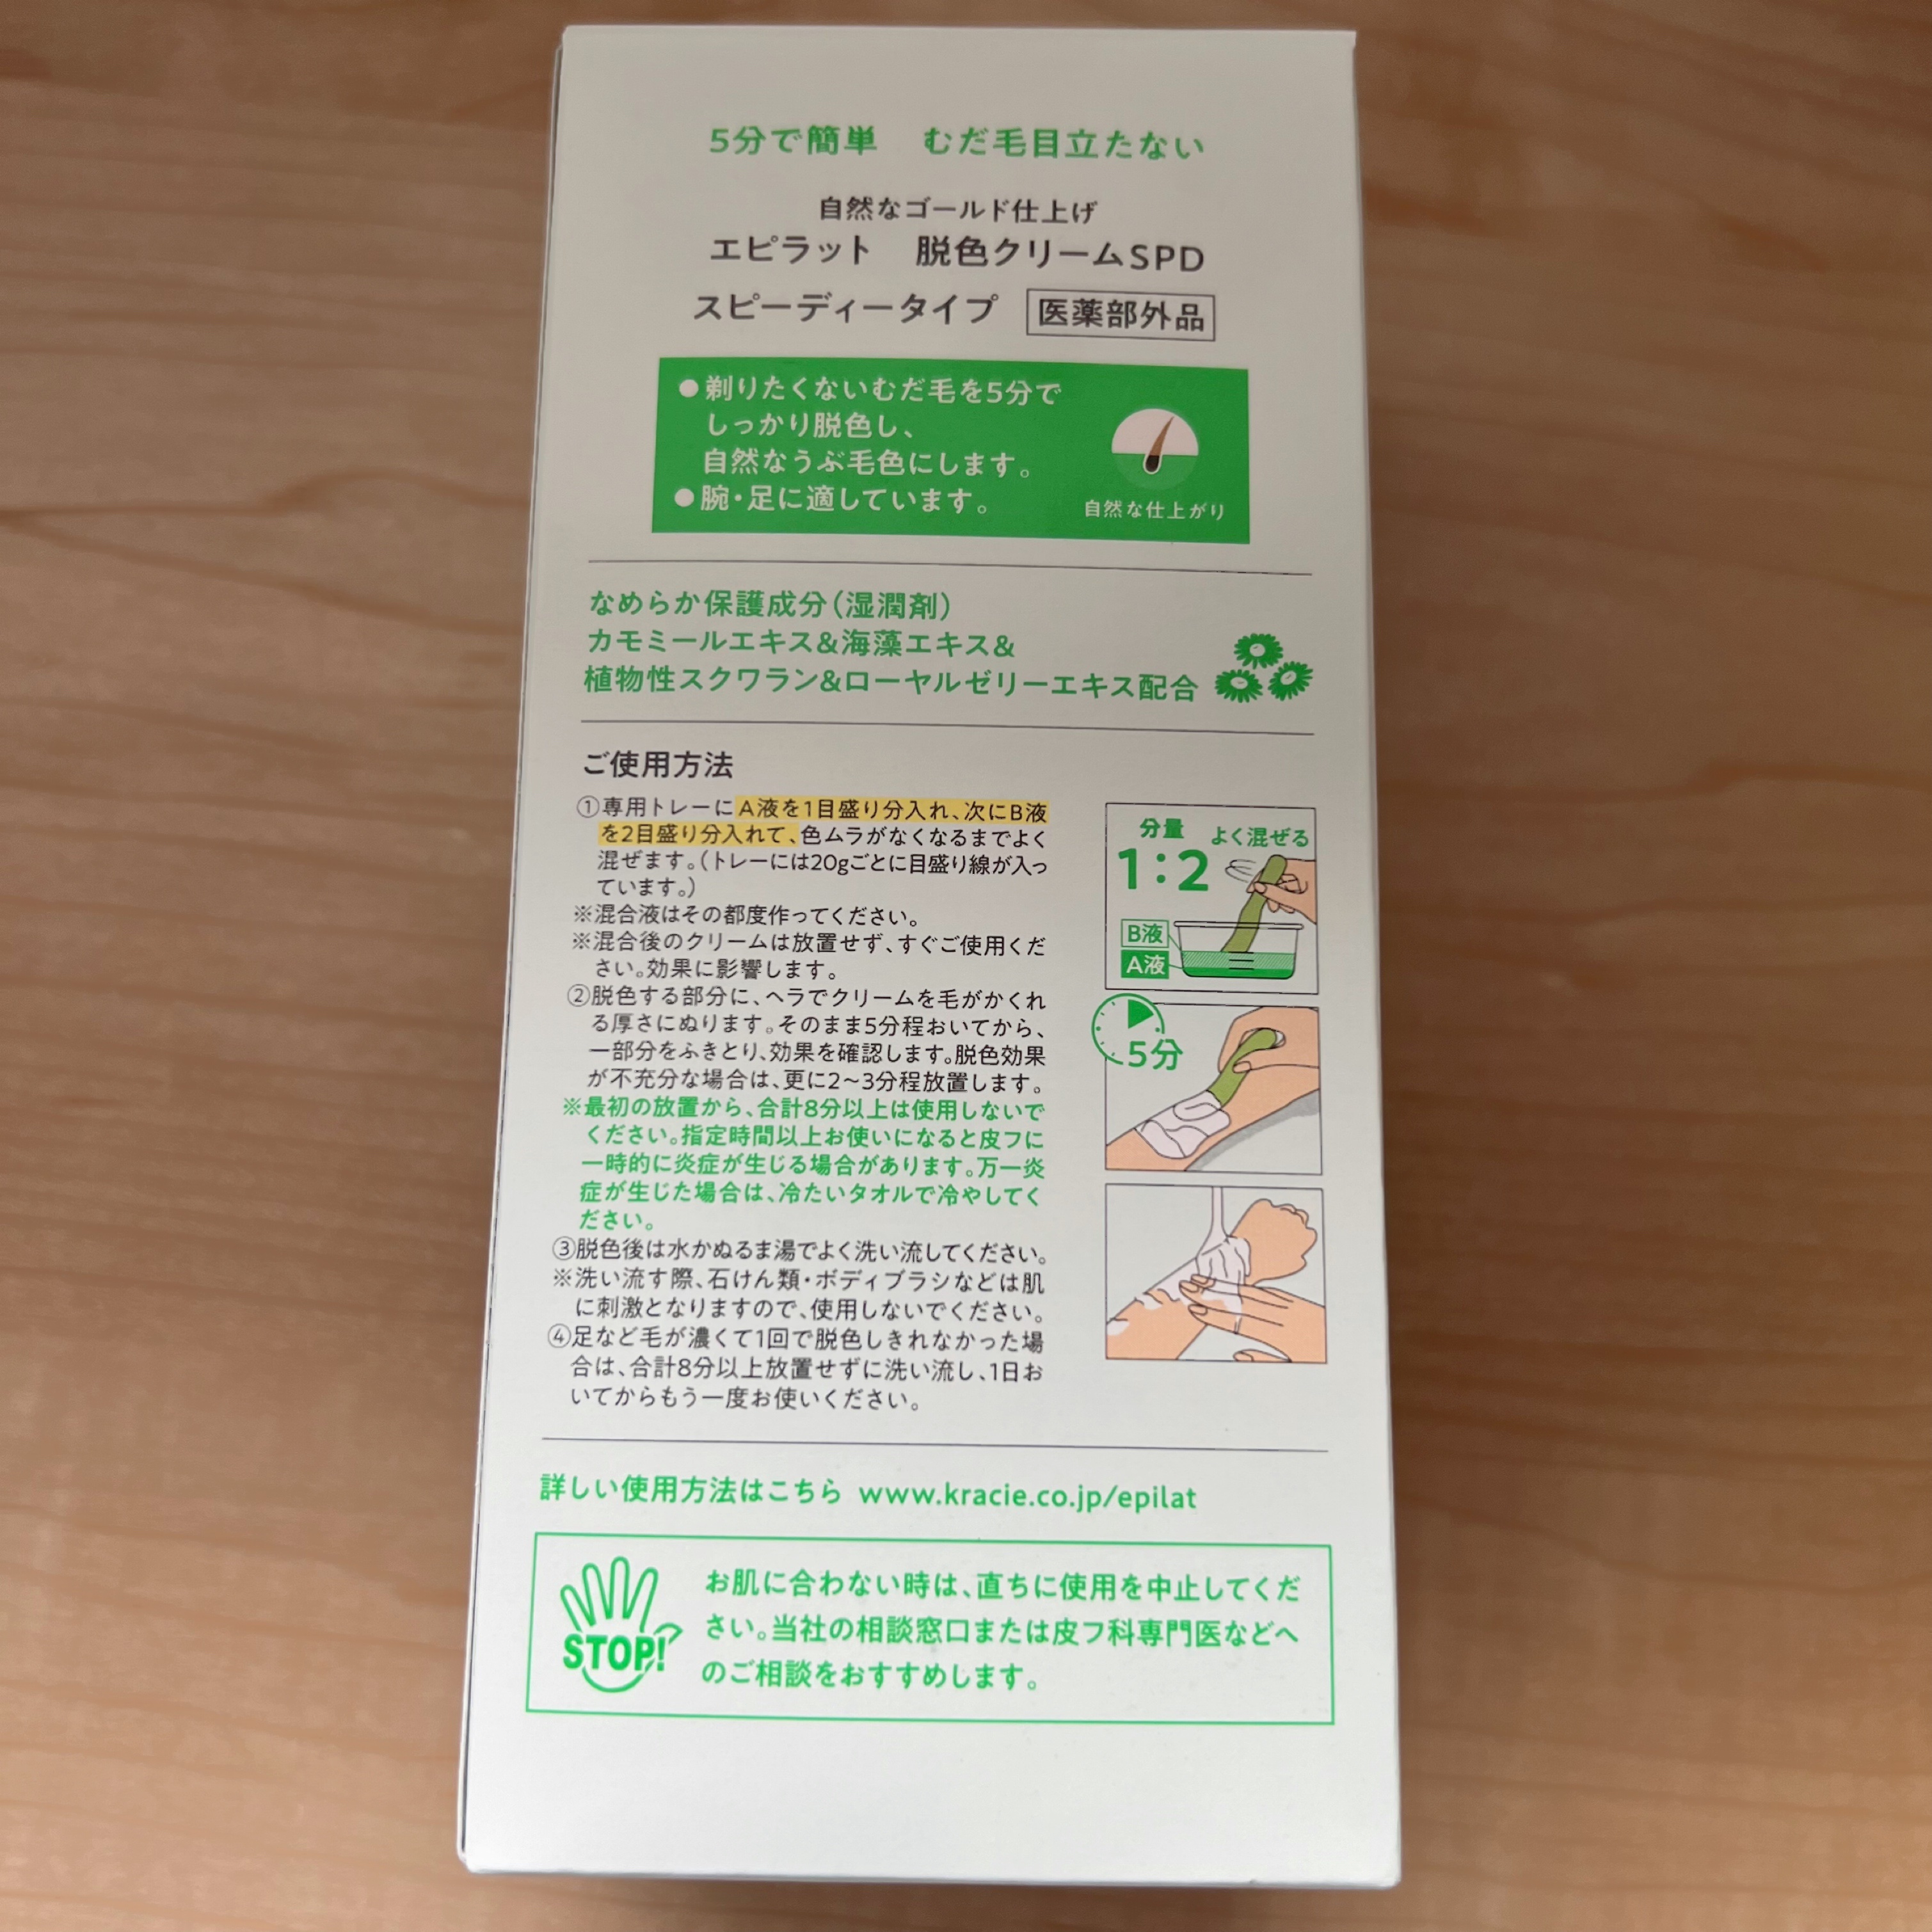 5分で簡単　むだ毛目立たない
自然なゴールド仕上げ
エピラット　脱色クリームSPD
スピーディータイプ 医薬部外品
●剃りたくないむだ毛を5分で
しっかり脱色し、
自然なうぶ毛色にします。
●腕・足に適しています。
自然な仕上がり
なめらか保護成分（湿潤剤）
カモミールエキス&海藻エキス&
植物性スクワラン&ローヤルゼリーエキス配合
ご使用方法
①専用トレーにA液を1目盛り分入れ、次にB液
を2目盛り分入れて、色ムラがなくなるまでよく
混ぜます。（トレーには20gごとに目盛り線が入っ
ています。）
※混合液はその都度作ってください。
※混合後のクリームは放置せず、すぐご使用くだ
さい。効果に影響します。
②脱色する部分に、ヘラでクリームを毛がかくれ
る厚さにぬります。そのまま5分程おいてから、
一部分をふきとり、効果を確認します。脱色効果
が不充分な場合は、更に2〜3分程放置します。
※最初の放置から、合計8分以上は使用しないで
ください。指定時間以上お使いになると皮フに
一時的に炎症が生じる場合があります。万一炎
症が生じた場合は、冷たいタオルで冷やしてく
ださい。
③脱色後は水かぬるま湯でよく洗い流してください。
※洗い流す際、石けん類・ボディブラシなどは肌
に刺激となりますので、使用しないでください。
④足など毛が濃くて1回で脱色しきれなかった場
合は、合計8分以上放置せずに洗い流し、1日お
いてからもう一度お使いください。
分量 よく混ぜる
1：2
B液
A液
5分
詳しい使用方法はこちら www.kracie.co.jp/epilat
STOP!
お肌に合わない時は、直ちに使用を中止してくだ
さい。当社の相談窓口または皮フ科専門医などへ
のご相談をおすすめします。